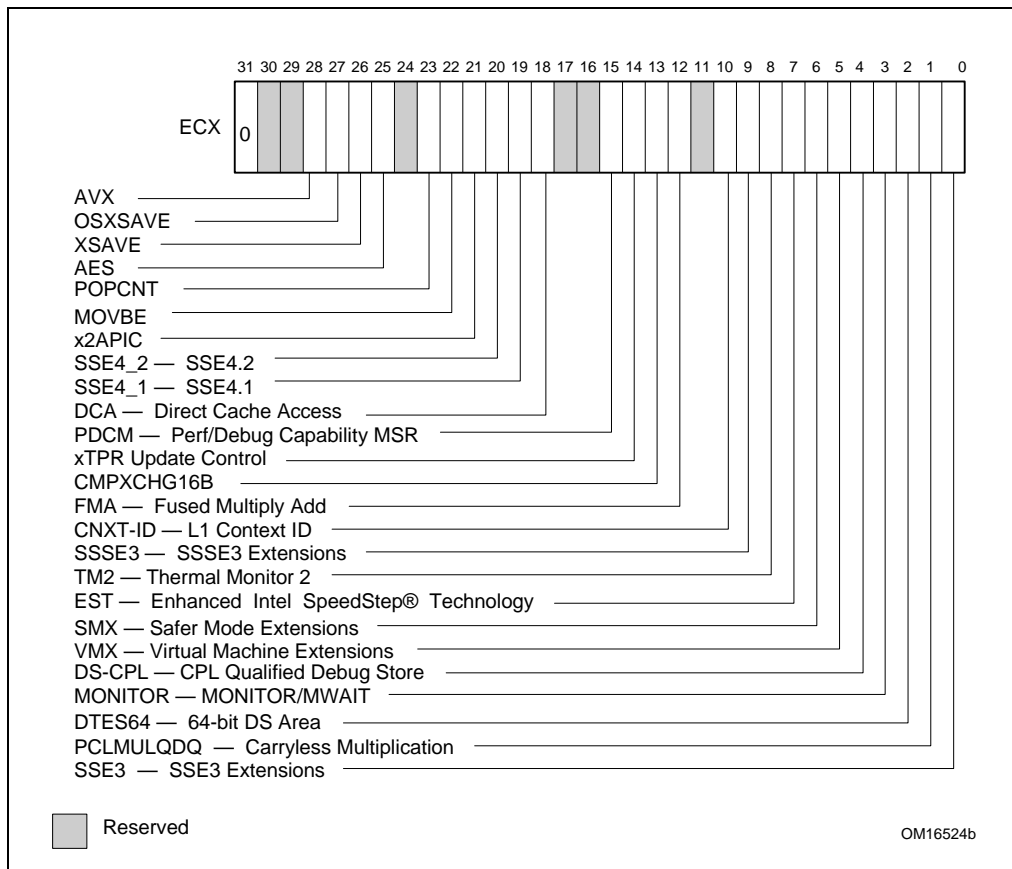 31 30 29 28 27 26 25 24 23 22 21 20 19 18 17 16 15 14 13 12 11 10 9 8 7 6 5 4 3 2 1 0
ECX
0
AVX
OSXSAVE
XSAVE
AES
POPCNT
MOVBE
x2APIC
SSE4_2 — SSE4.2
SSE4_1 — SSE4.1
DCA — Direct Cache Access
PDCM — Perf/Debug Capability MSR
xTPR Update Control
CMPXCHG16B
FMA — Fused Multiply Add
CNXT-ID — L1 Context ID
SSSE3 — SSSE3 Extensions
TM2 — Thermal Monitor 2
EST — Enhanced Intel SpeedStep® Technology
SMX — Safer Mode Extensions
VMX — Virtual Machine Extensions
DS-CPL — CPL Qualified Debug Store
MONITOR — MONITOR/MWAIT
DTES64 — 64-bit DS Area
PCLMULQDQ — Carryless Multiplication
SSE3 — SSE3 Extensions
Reserved
OM16524b